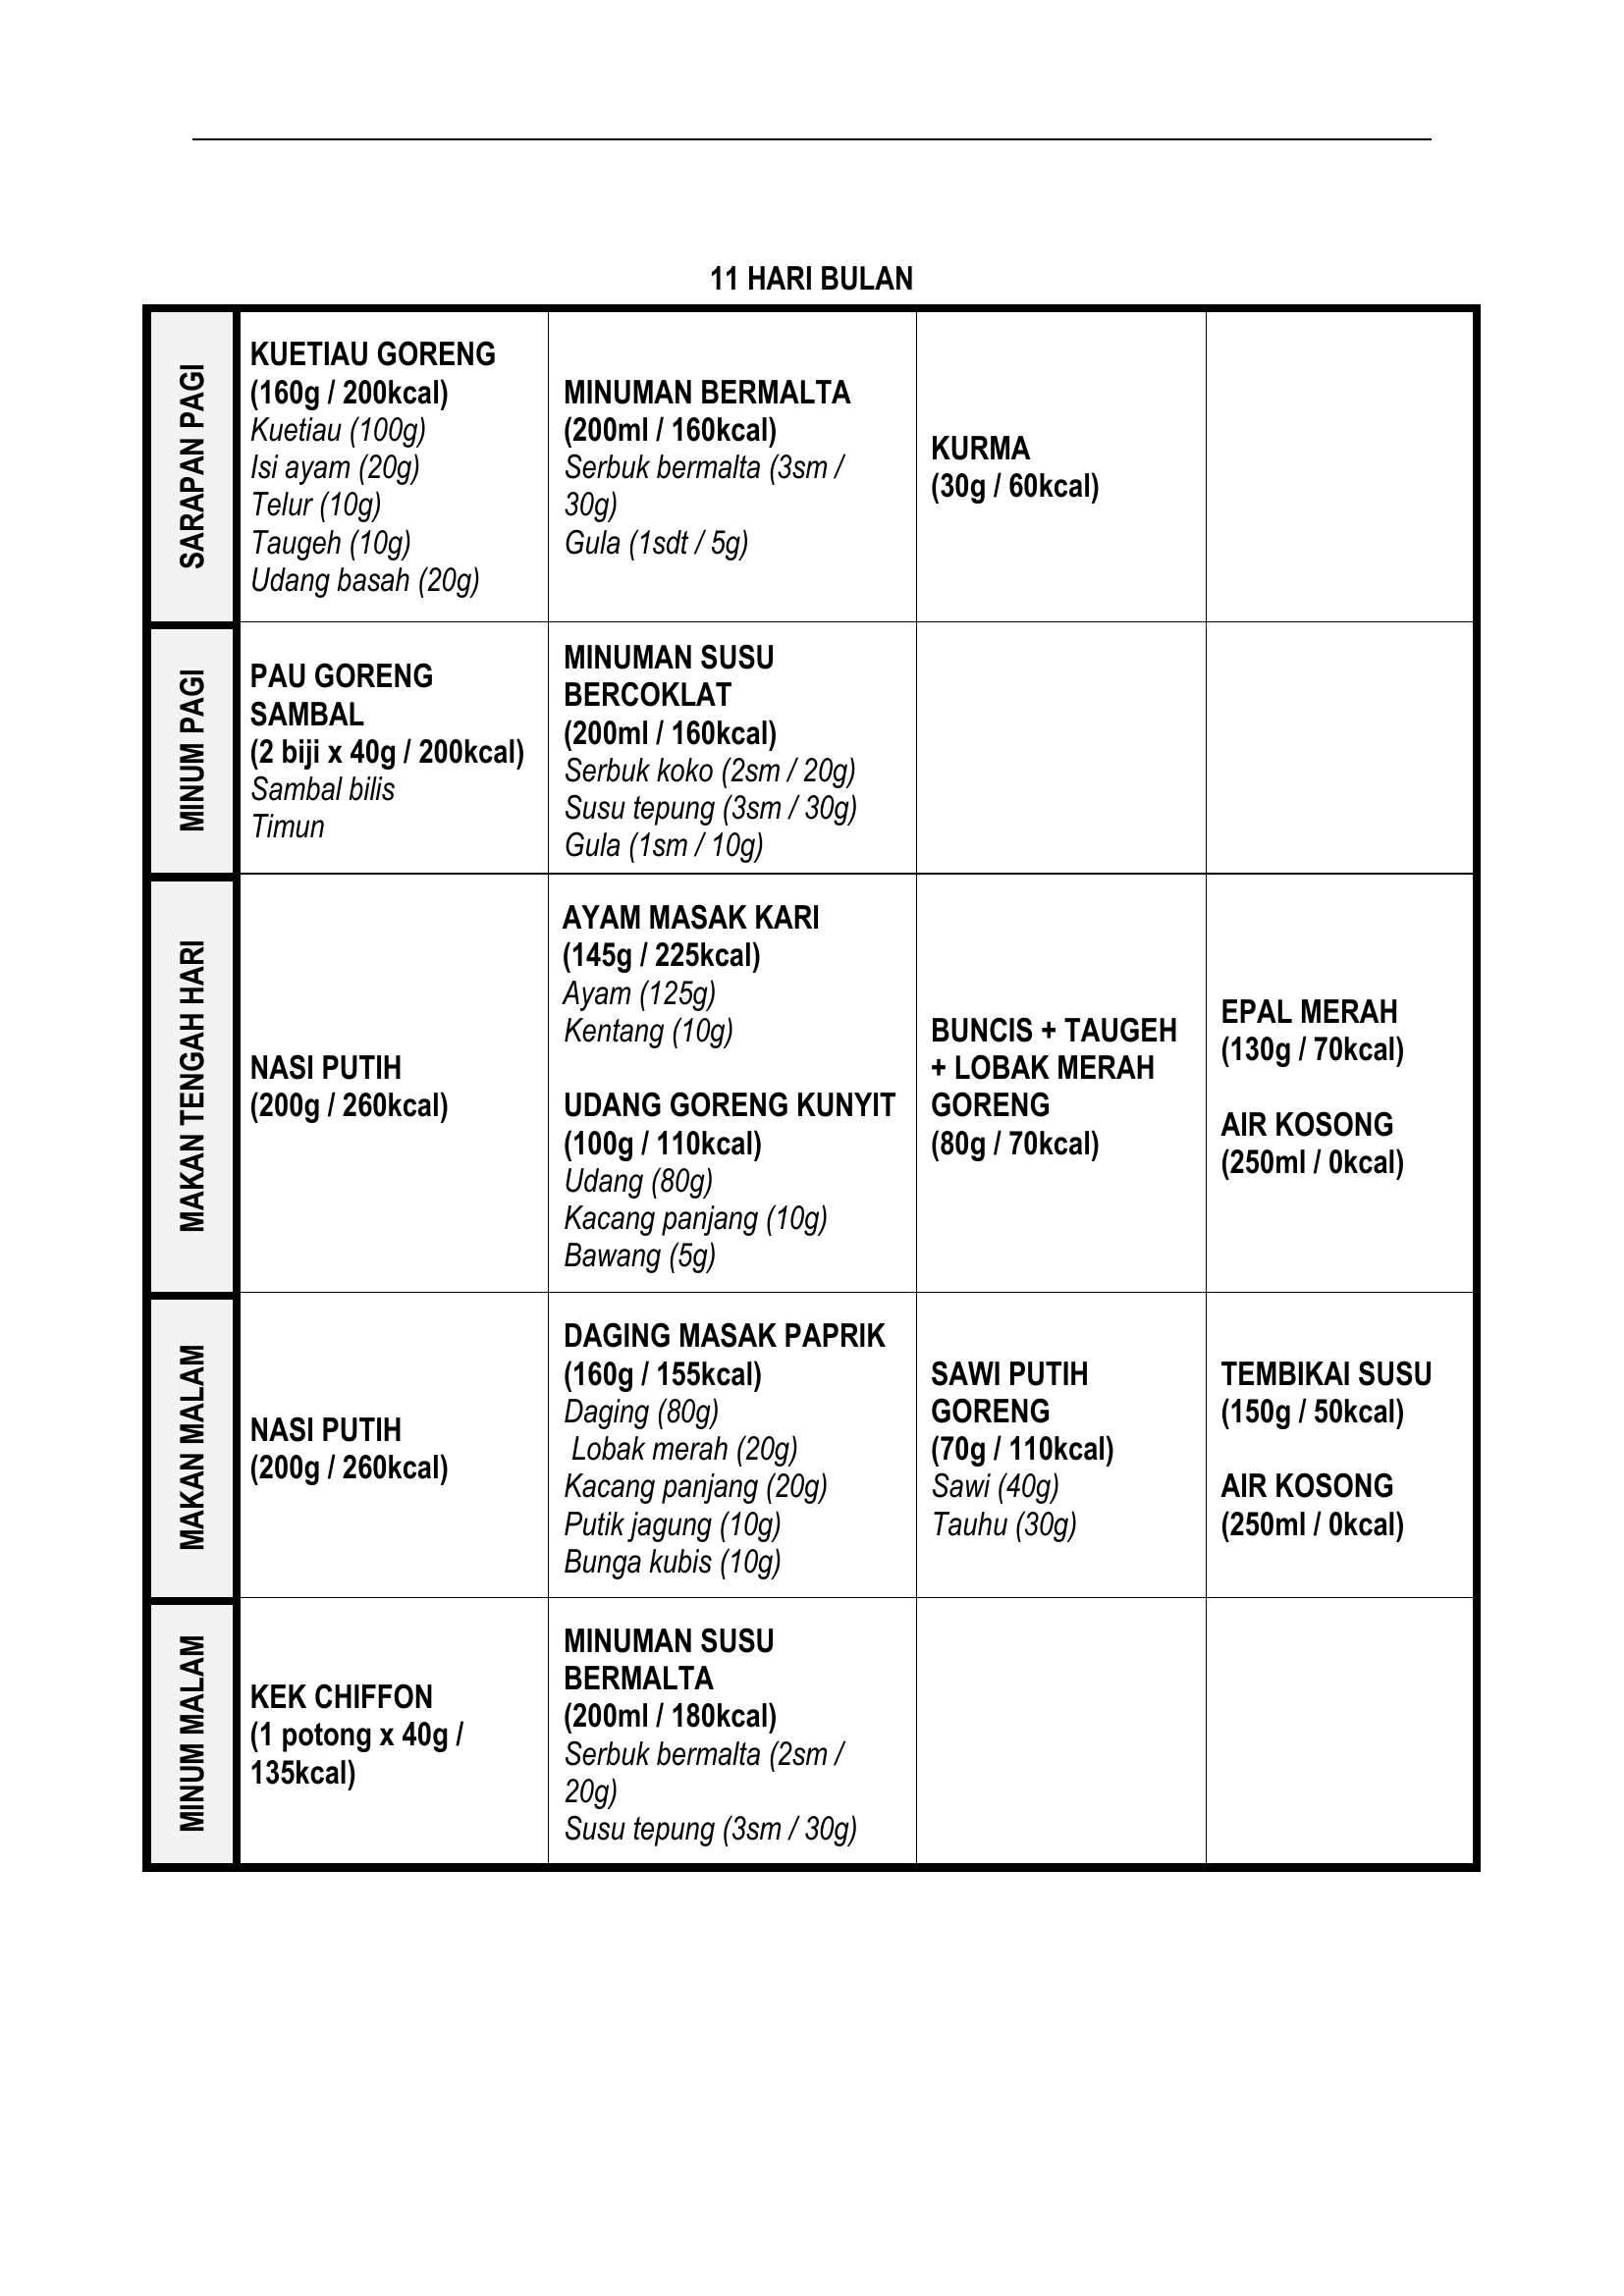 11 HARI BULAN
SARAPAN PAGI
KUETIAU GORENG
(160g / 200kcal)
Kuetiau (100g)
Isi ayam (20g)
Telur (10g)
Taugeh (10g)
Udang basah (20g)
MINUMAN BERMALTA
(200ml / 160kcal)
Serbuk bermalta (3sm /
30g)
Gula (1sdt / 5g)
KURMA
(30g / 60kcal)
MINUM PAGI
PAU GORENG
SAMBAL
(2 biji x 40g / 200kcal)
Sambal bilis
Timun
MINUMAN SUSU
BERCOKLAT
(200ml / 160kcal)
Serbuk koko (2sm / 20g)
Susu tepung (3sm / 30g)
Gula (1sm / 10g)
MAKAN TENGAH HARI
NASI PUTIH
(200g / 260kcal)
AYAM MASAK KARI
(145g / 225kcal)
Ayam (125g)
Kentang (10g)
UDANG GORENG KUNYIT
(100g / 110kcal)
Udang (80g)
Kacang panjang (10g)
Bawang (5g)
BUNCIS + TAUGEH
+ LOBAK MERAH
GORENG
(80g / 70kcal)
EPAL MERAH
(130g / 70kcal)
AIR KOSONG
(250ml / 0kcal)
MAKAN MALAM
NASI PUTIH
(200g / 260kcal)
DAGING MASAK PAPRIK
(160g / 155kcal)
Daging (80g)
Lobak merah (20g)
Kacang panjang (20g)
Putik jagung (10g)
Bunga kubis (10g)
SAWI PUTIH
GORENG
(70g / 110kcal)
Sawi (40g)
Tauhu (30g)
TEMBIKAI SUSU
(150g / 50kcal)
AIR KOSONG
(250ml / 0kcal)
MINUM MALAM
KEK CHIFFON
(1 potong x 40g /
135kcal)
MINUMAN SUSU
BERMALTA
(200ml / 180kcal)
Serbuk bermalta (2sm /
20g)
Susu tepung (3sm / 30g)